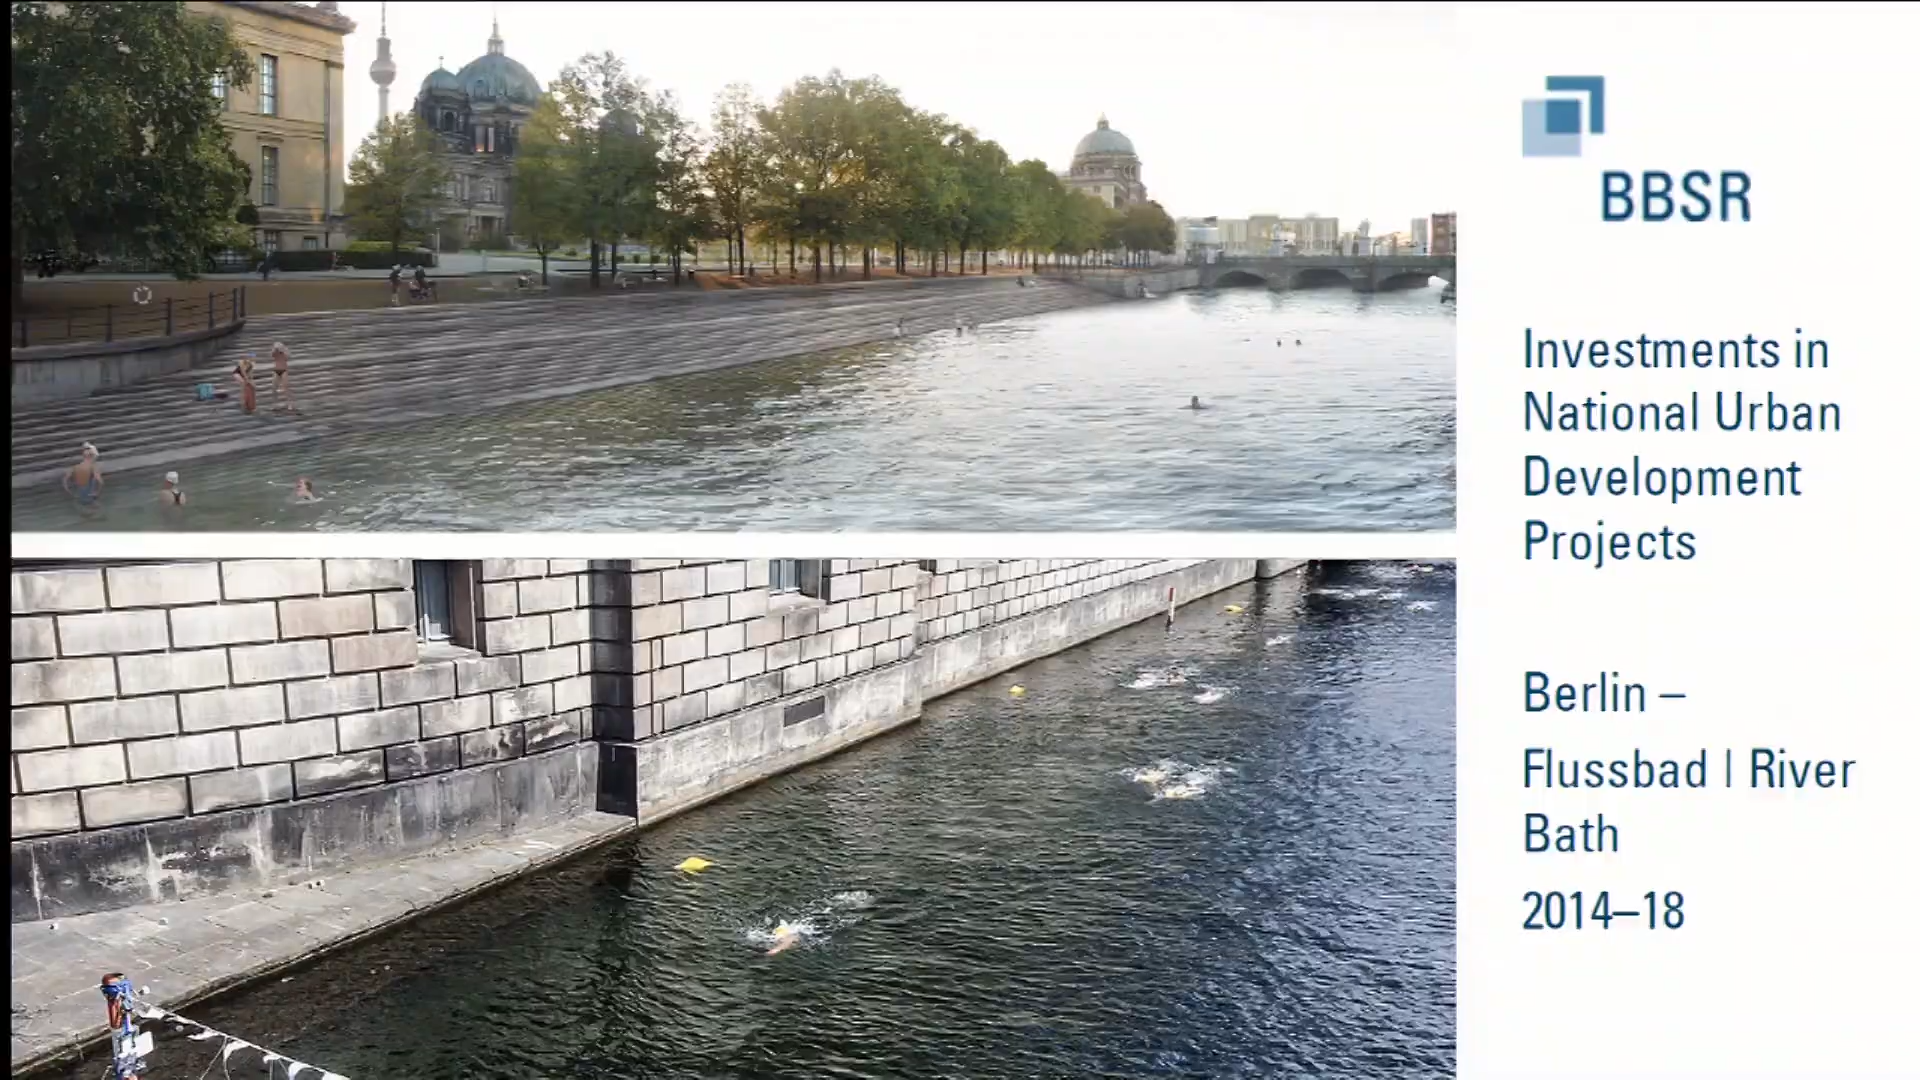 BBSR
Investments in
National Urban
Development
Projects
Berlin –
Flussbad | River
Bath
2014–18